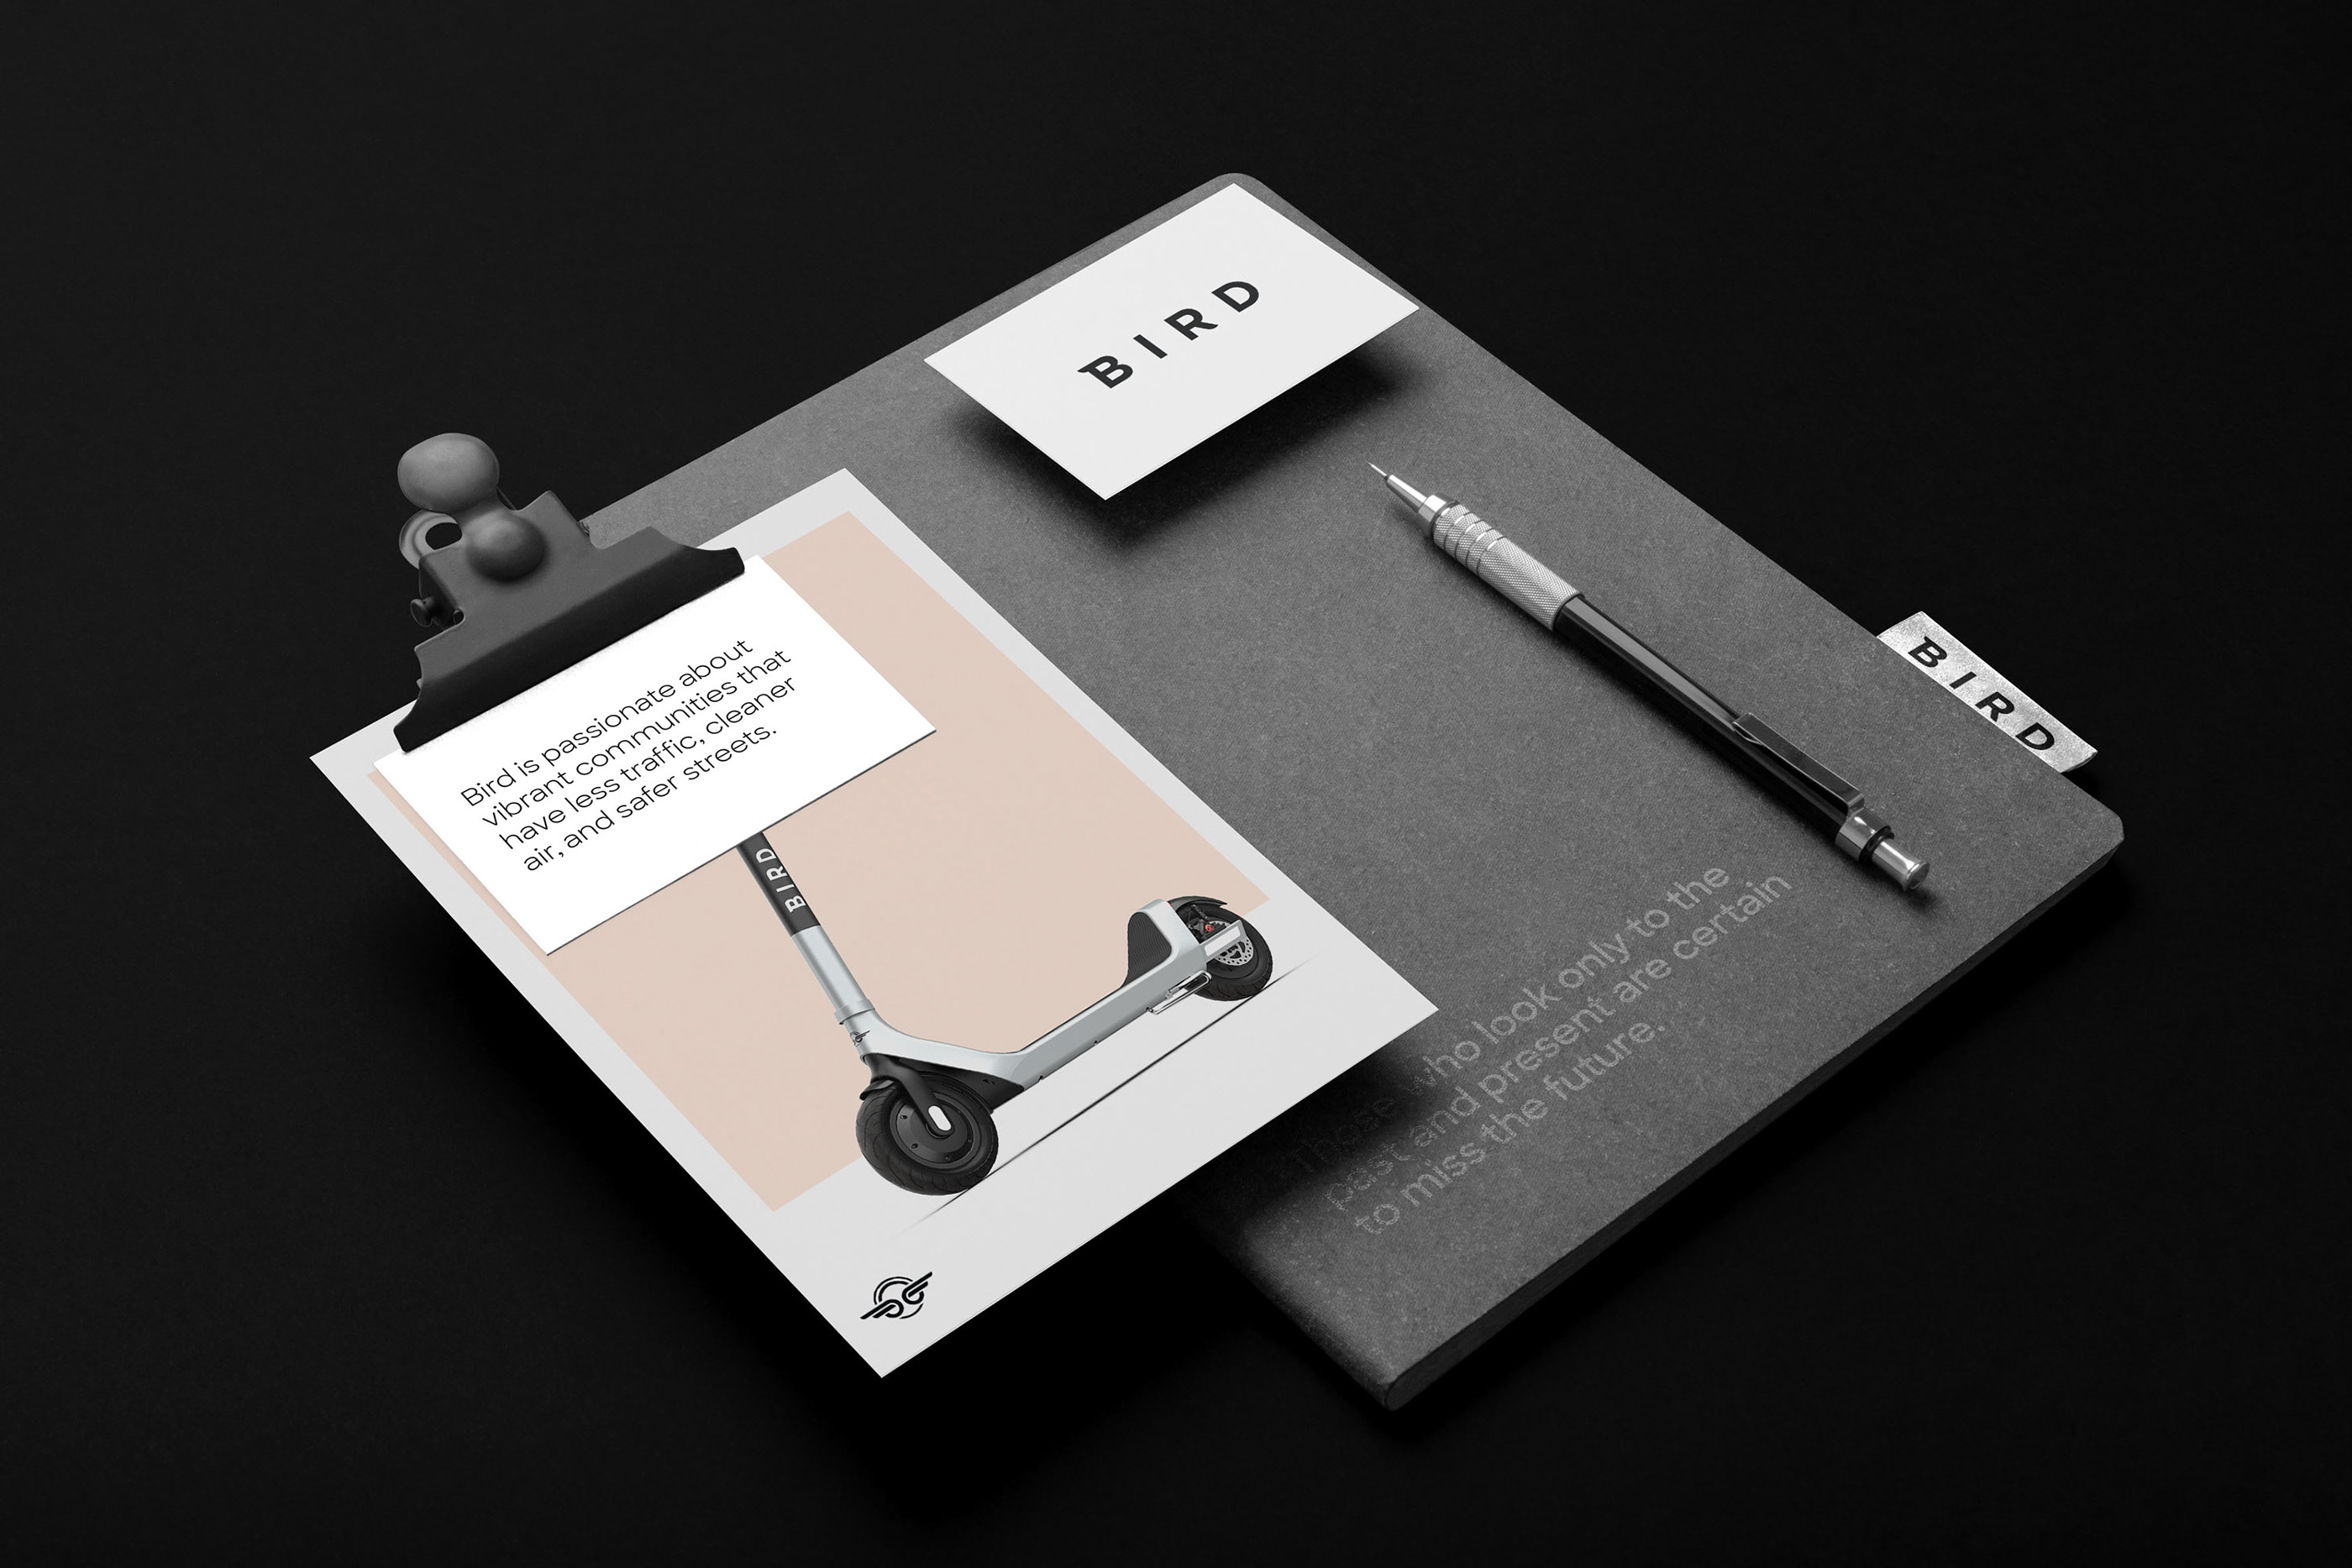 BIRD
Bird is passionate about
vibrant communities that
have less traffic, cleaner
air, and safer streets.
BIRD
BIRD
Those who look only to the
past and present are certain
to miss the future.